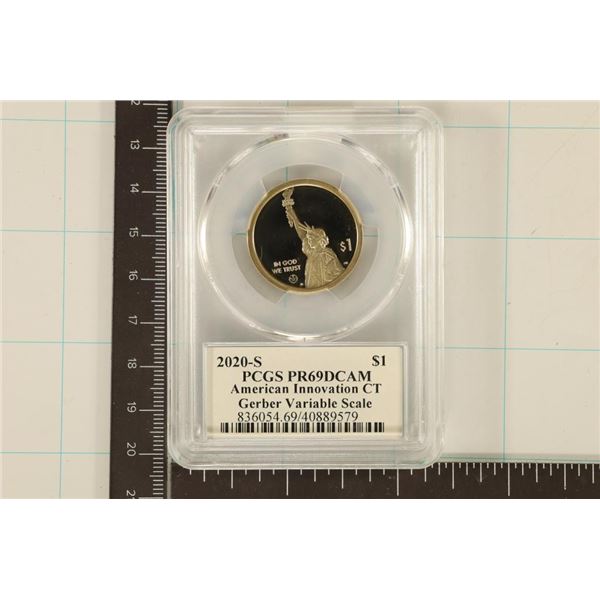 IN GOD
WE TRUST
$1
2020-S $1
PCGS PR69DCAM
American Innovation CT
Gerber Variable Scale
836054.69/40889579
12
13
14
15
16
17
18
19
20